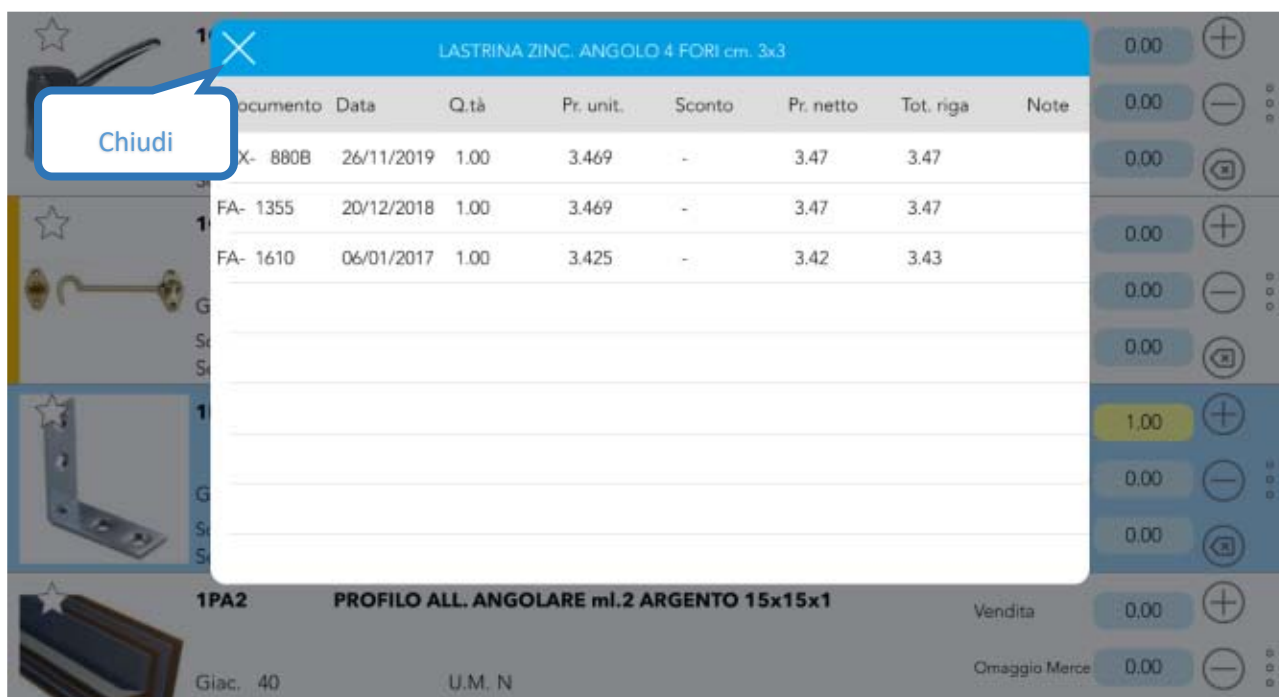 LASTRINA ZINC. ANGOLO 4 FORI cm. 3x3
0.00
ocumento Data Q.tà Pr. unit. Sconto Pr. netto Tot. riga Note
0.00
Chiudi
X- 880B 26/11/2019 1.00 3.469 - 3.47 3.47
0.00
FA- 1355 20/12/2018 1.00 3.469 - 3.47 3.47
0.00
FA- 1610 06/01/2017 1.00 3.425 - 3.42 3.43
0.00
0.00
1.00
0.00
0.00
1PA2 PROFILO ALL. ANGOLARE ml.2 ARGENTO 15x15x1
Vendita 0.00
Giac. 40 U.M. N
Omaggio Merce 0.00